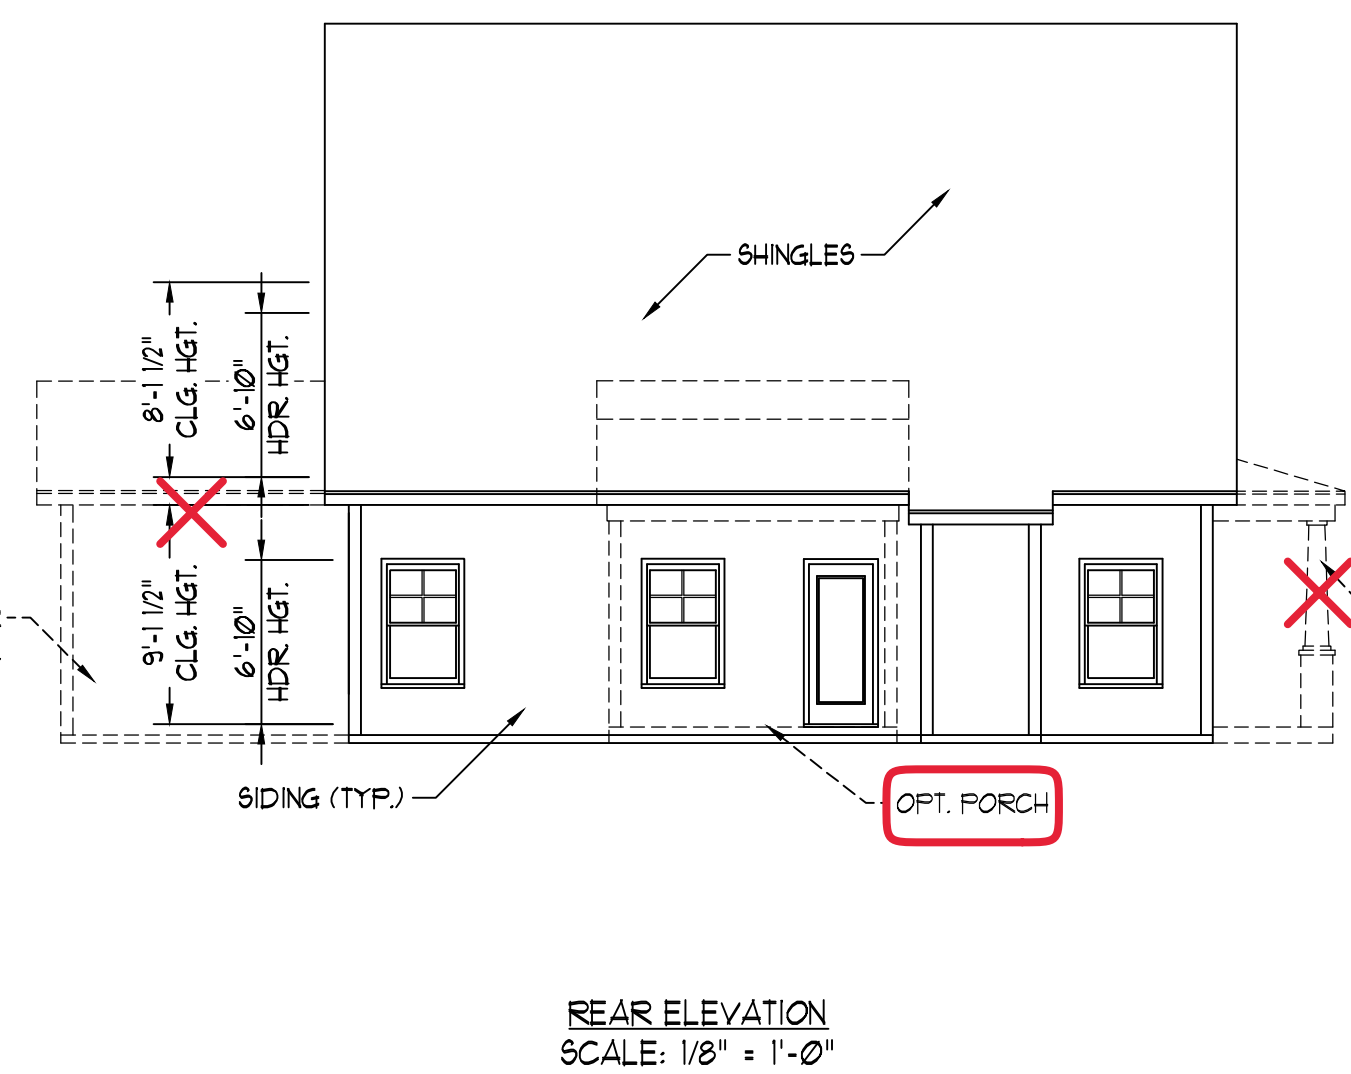 SHINGLES
8'-1 1/2"
CLG. HGT.
6'-10"
HDR. HGT.
9'-1 1/2"
CLG. HGT.
6'-10"
HDR. HGT.
SIDING (TYP.)
OPT. PORCH
REAR ELEVATION
SCALE: 1/8" = 1'-0"